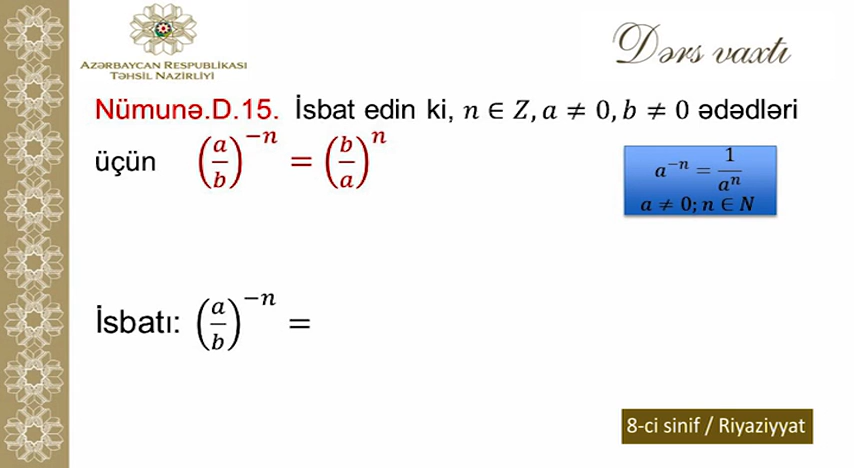 AZƏRBAYCAN RESPUBLİKASI
TƏHSİL NAZİRLİYİ
Dərs vaxtı
Nümunə.D.15. İsbat edin ki, n ∈ Z, a ≠ 0, b ≠ 0 ədədləri
üçün (a/b)^{-n} = (b/a)^{n}
a^{-n} = 1/a^{n}
a ≠ 0; n ∈ N
İsbatı: (a/b)^{-n} =
8-ci sinif / Riyaziyyat